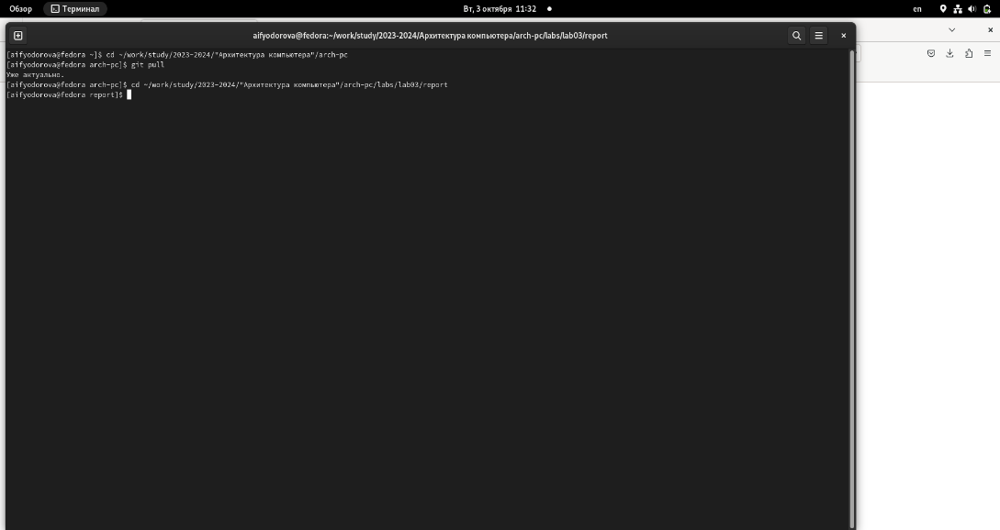 Обзор
Терминал
Вт, 3 октября 11:32
en
aifyodorova@fedora:~/work/study/2023-2024/Архитектура компьютера/arch-pc/labs/lab03/report
[aifyodorova@fedora ~]$ cd ~/work/study/2023-2024/"Архитектура компьютера"/arch-pc
[aifyodorova@fedora arch-pc]$ git pull
Уже актуально.
[aifyodorova@fedora arch-pc]$ cd ~/work/study/2023-2024/"Архитектура компьютера"/arch-pc/labs/lab03/report
[aifyodorova@fedora report]$